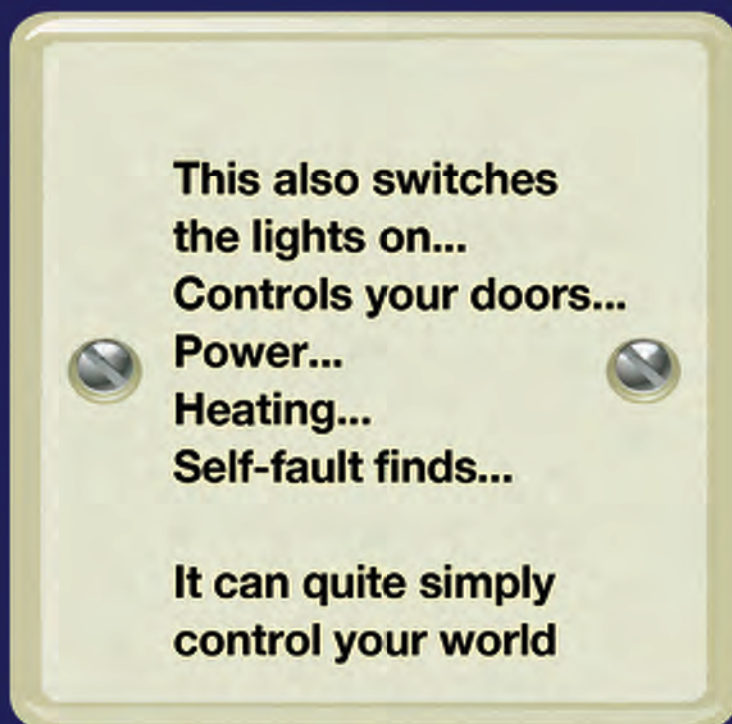 This also switches
the lights on...
Controls your doors...
Power...
Heating...
Self-fault finds...
It can quite simply
control your world